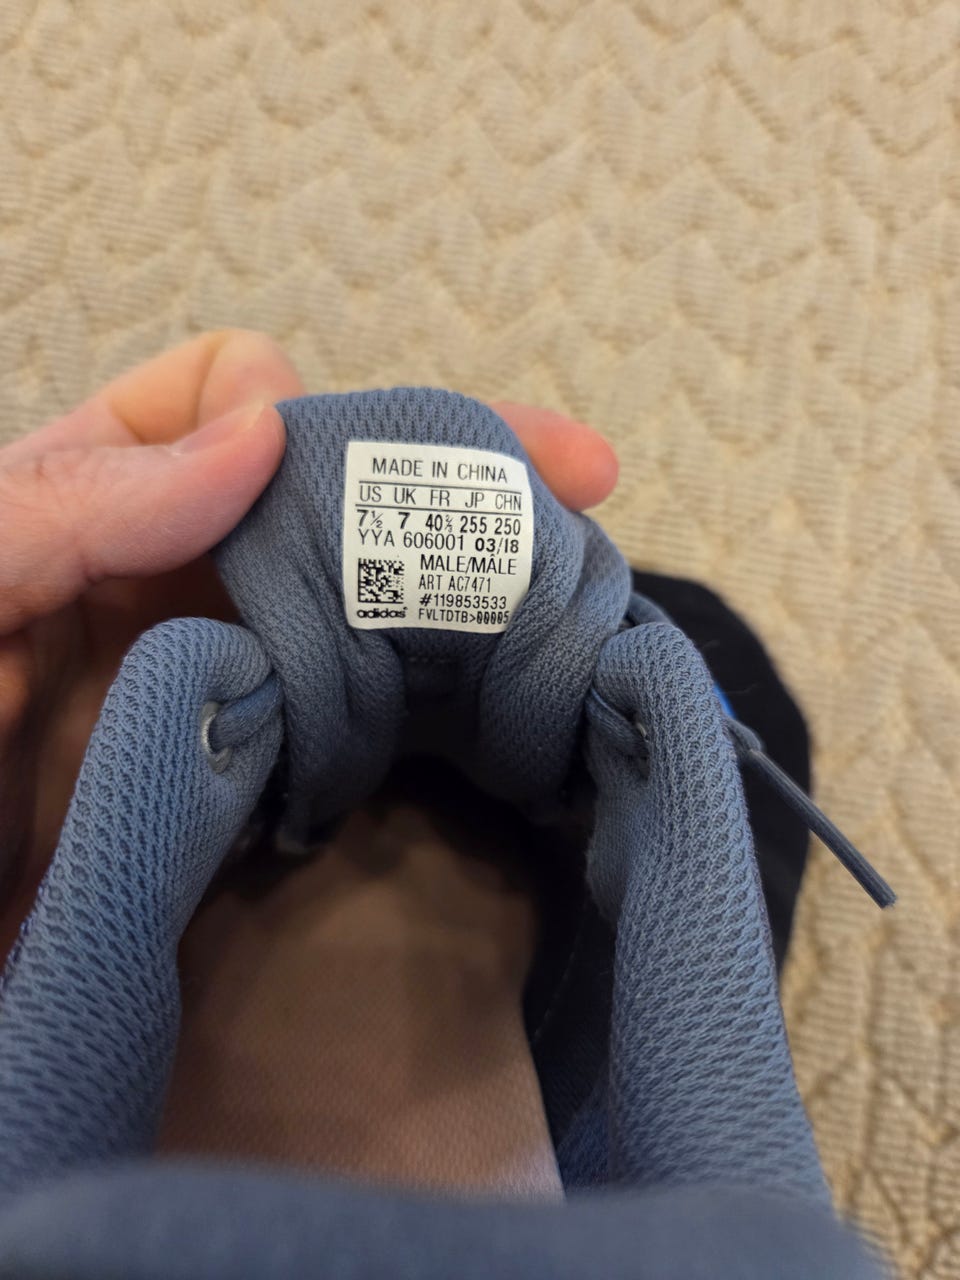 MADE IN CHINA
US UK FR JP CHN
7½ 7 40⅔ 255 250
YYA 606001 03/18
MALE/MÂLE
ART AC7471
#119853533
adidas FVLTDTB>00005